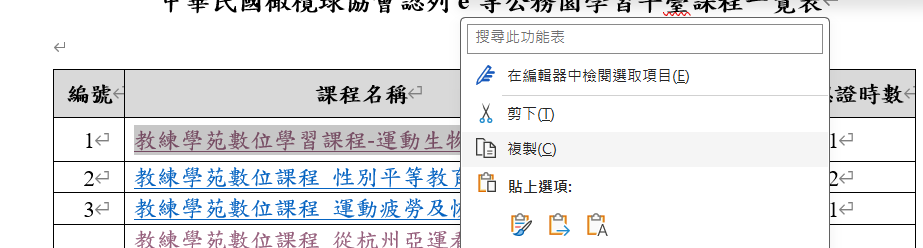 中華民國橄欖球協會認列 e 等公務園學習平臺課程一覽表
搜尋此功能表
在編輯器中檢閱選取項目(E)
編號 課程名稱 證時數
剪下(T)
1 教練學苑數位學習課程-運動生物 1
複製(C)
2 教練學苑數位課程 性別平等教育 2
貼上選項:
3 教練學苑數位課程 運動疲勞及恢 1
教練學苑數位課程 從杭州亞運看